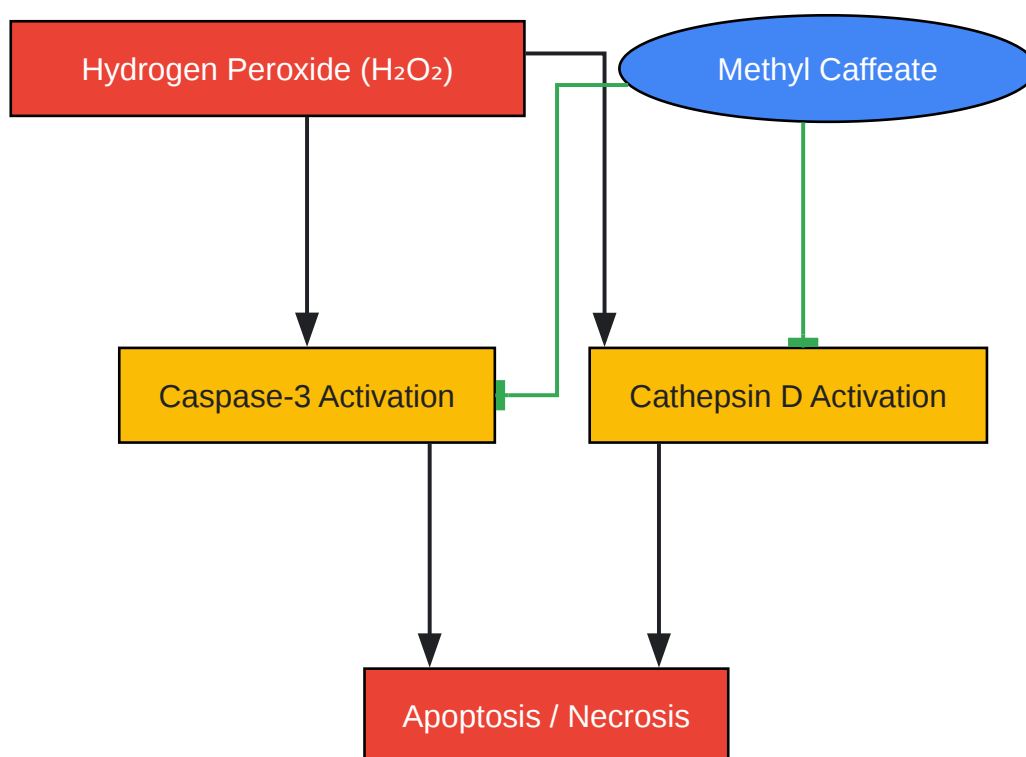 Hydrogen Peroxide (H₂O₂)
Methyl Caffeate
Caspase-3 Activation
Cathepsin D Activation
Apoptosis / Necrosis